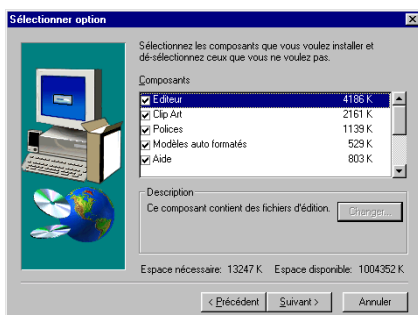 Sélectionner option
Sélectionnez les composants que vous voulez installer et
dé-sélectionnez ceux que vous ne voulez pas.
Composants
Editeur 4186 K
Clip Art 2161 K
Polices 1139 K
Modèles auto formatés 529 K
Aide 803 K
Description
Ce composant contient des fichiers d'édition.
Changer...
Espace nécessaire: 13247 K Espace disponible: 1004352 K
< Précédent Suivant > Annuler